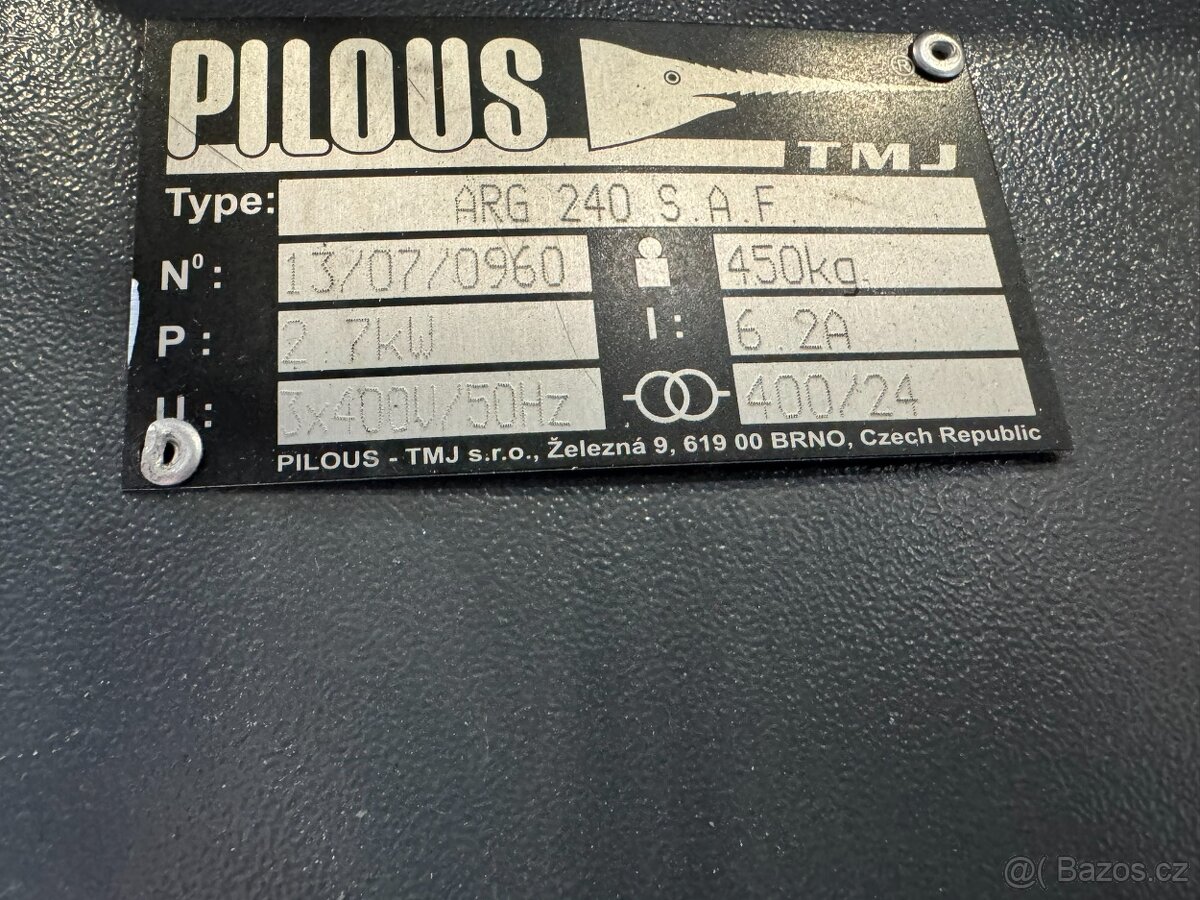 PILOUS
®
TMJ
Type: ARG 240 S.A.F.
N⁰: 13/07/0960 450kg.
P: 2.7kW I: 6.2A
U: 3x400V/50Hz 400/24
PILOUS - TMJ s.r.o., Železná 9, 619 00 BRNO, Czech Republic
@( Bazos.cz